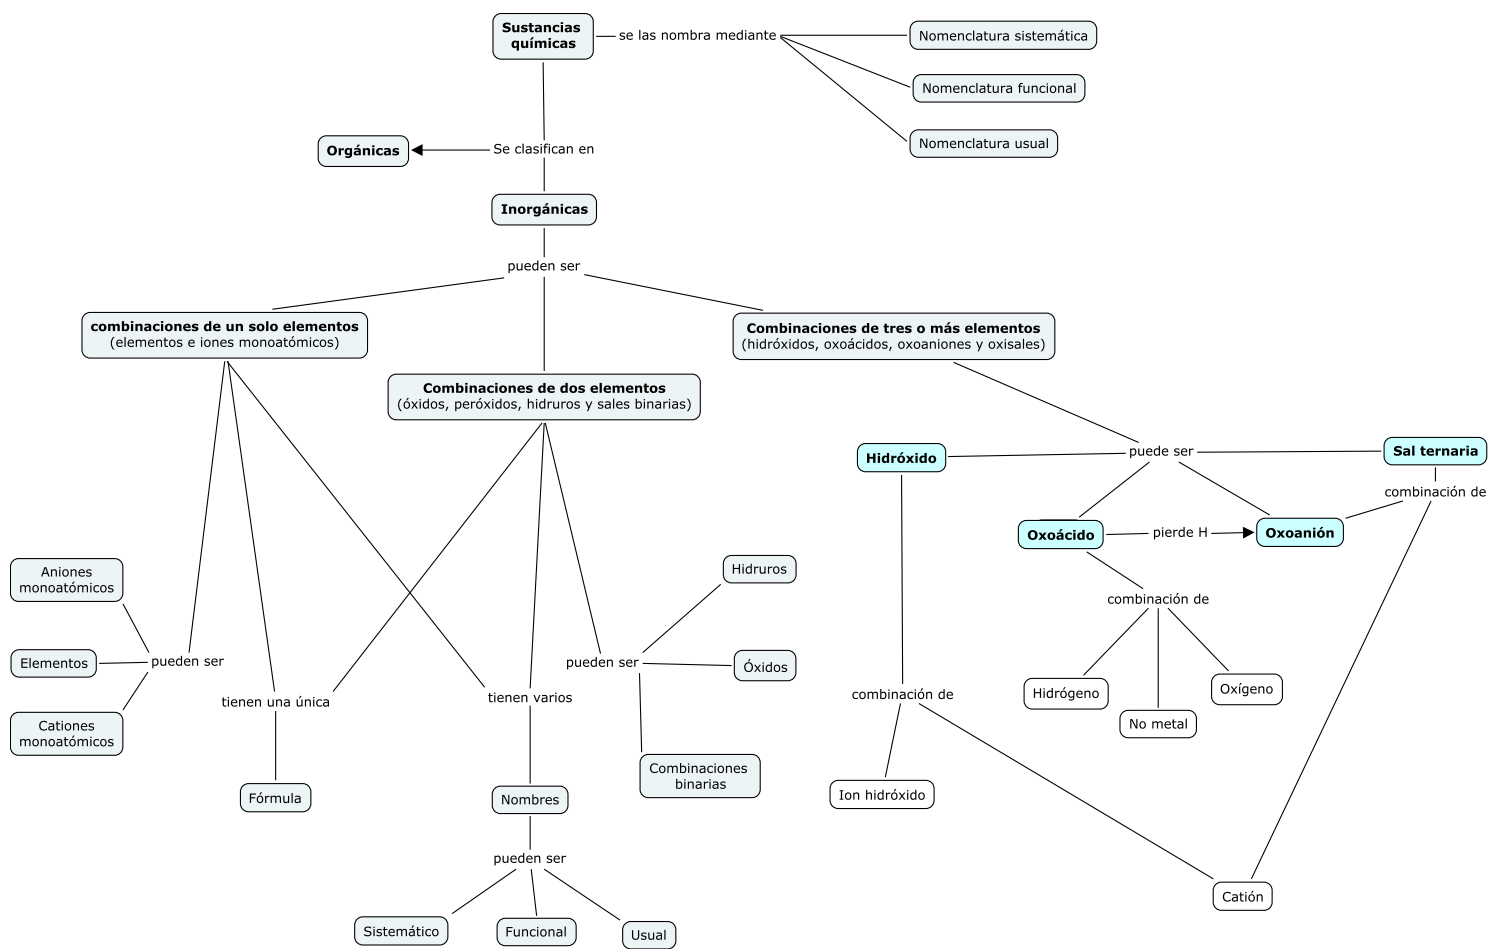 Sustancias
químicas
se las nombra mediante
Nomenclatura sistemática
Nomenclatura funcional
Nomenclatura usual
Orgánicas
Se clasifican en
Inorgánicas
pueden ser
combinaciones de un solo elementos
(elementos e iones monoatómicos)
Combinaciones de dos elementos
(óxidos, peróxidos, hidruros y sales binarias)
Combinaciones de tres o más elementos
(hidróxidos, oxoácidos, oxoaniones y oxisales)
Hidróxido
puede ser
Sal ternaria
combinación de
Oxoácido
pierde H
Oxoanión
combinación de
Hidrógeno
No metal
Oxígeno
Aniones
monoatómicos
Elementos
pueden ser
Cationes
monoatómicos
tienen una única
Fórmula
tienen varios
pueden ser
Hidruros
Óxidos
Combinaciones
binarias
Nombres
pueden ser
Sistemático
Funcional
Usual
combinación de
Ion hidróxido
Catión